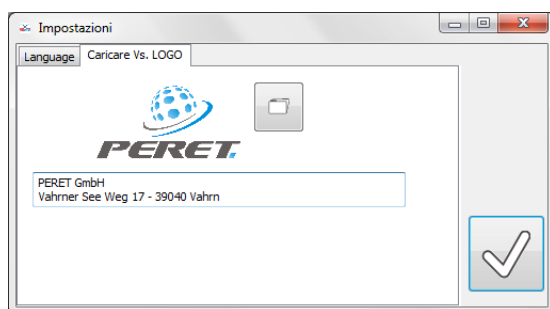 Impostazioni
Language Caricare Vs. LOGO
PERET
PERET GmbH
Vahrner See Weg 17 - 39040 Vahrn